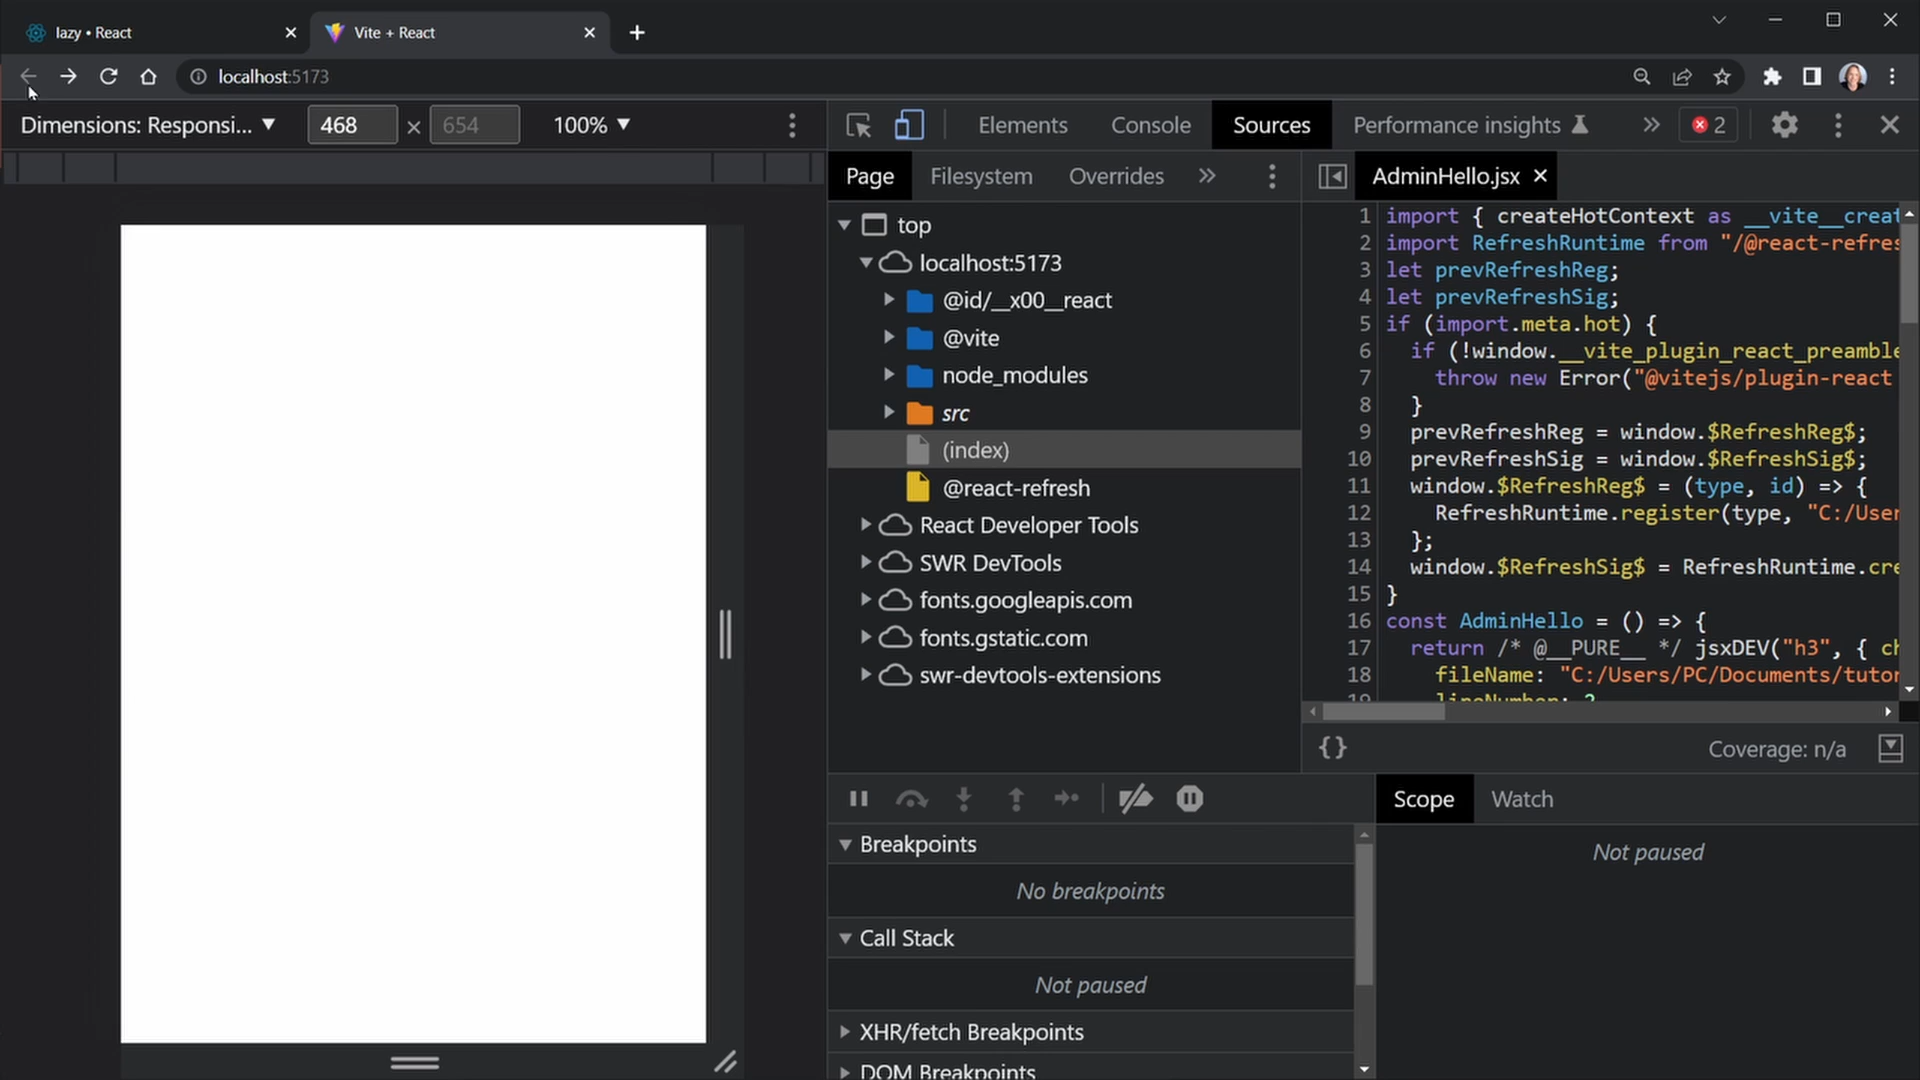 lazy • React
Vite + React
localhost:5173
Dimensions: Responsi...
468
×
654
100%
Elements
Console
Sources
Performance insights
2
Page
Filesystem
Overrides
AdminHello.jsx
top
localhost:5173
@id/__x00__react
@vite
node_modules
src
(index)
@react-refresh
React Developer Tools
SWR DevTools
fonts.googleapis.com
fonts.gstatic.com
swr-devtools-extensions
1 import { createHotContext as __vite__creat
2 import RefreshRuntime from "/@react-refres
3 let prevRefreshReg;
4 let prevRefreshSig;
5 if (import.meta.hot) {
6 if (!window.__vite_plugin_react_preamble
7 throw new Error("@vitejs/plugin-react
8 }
9 prevRefreshReg = window.$RefreshReg$;
10 prevRefreshSig = window.$RefreshSig$;
11 window.$RefreshReg$ = (type, id) => {
12 RefreshRuntime.register(type, "C:/User
13 };
14 window.$RefreshSig$ = RefreshRuntime.cre
15 }
16 const AdminHello = () => {
17 return /* @__PURE__ */ jsxDEV("h3", { ch
18 fileName: "C:/Users/PC/Documents/tutor
19 lineNumber: 2
{}
Coverage: n/a
Scope
Watch
Not paused
Breakpoints
No breakpoints
Call Stack
Not paused
XHR/fetch Breakpoints
DOM Breakpoints